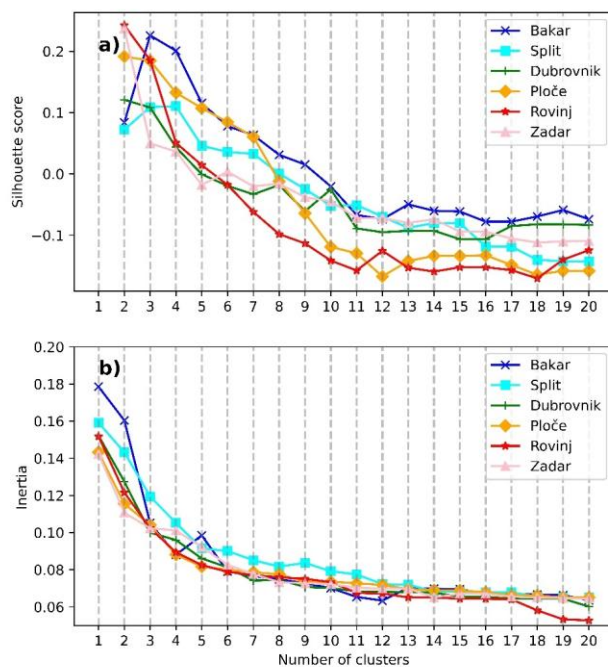 a)
Bakar
Split
Dubrovnik
Ploče
Rovinj
Zadar
Silhouette score
0.2
0.1
0.0
−0.1
1 2 3 4 5 6 7 8 9 10 11 12 13 14 15 16 17 18 19 20
b)
Bakar
Split
Dubrovnik
Ploče
Rovinj
Zadar
Inertia
0.20
0.18
0.16
0.14
0.12
0.10
0.08
0.06
1 2 3 4 5 6 7 8 9 10 11 12 13 14 15 16 17 18 19 20
Number of clusters